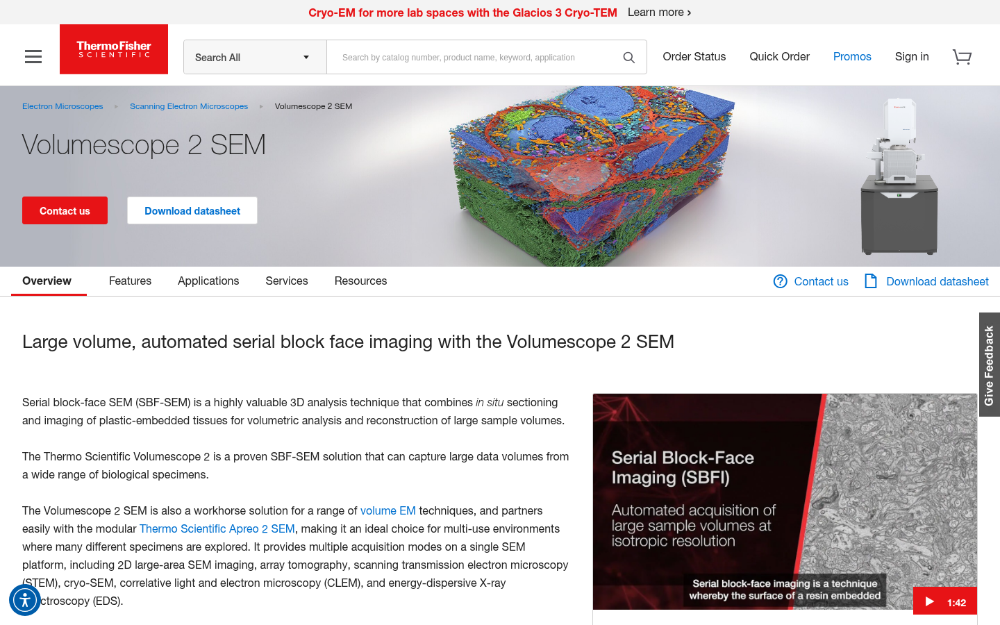 Cryo-EM for more lab spaces with the Glacios 3 Cryo-TEM Learn more ›
ThermoFisher
SCIENTIFIC
Search All
Search by catalog number, product name, keyword, application
Order Status
Quick Order
Promos
Sign in
Electron Microscopes
Scanning Electron Microscopes
Volumescope 2 SEM
Volumescope 2 SEM
Contact us
Download datasheet
Overview
Features
Applications
Services
Resources
Contact us
Download datasheet
Give Feedback
Large volume, automated serial block face imaging with the Volumescope 2 SEM
Serial block-face SEM (SBF-SEM) is a highly valuable 3D analysis technique that combines in situ sectioning
and imaging of plastic-embedded tissues for volumetric analysis and reconstruction of large sample volumes.
The Thermo Scientific Volumescope 2 is a proven SBF-SEM solution that can capture large data volumes from
a wide range of biological specimens.
The Volumescope 2 SEM is also a workhorse solution for a range of volume EM techniques, and partners
easily with the modular Thermo Scientific Apreo 2 SEM, making it an ideal choice for multi-use environments
where many different specimens are explored. It provides multiple acquisition modes on a single SEM
platform, including 2D large-area SEM imaging, array tomography, scanning transmission electron microscopy
(STEM), cryo-SEM, correlative light and electron microscopy (CLEM), and energy-dispersive X-ray
ctroscopy (EDS).
Serial Block-Face
Imaging (SBFI)
Automated acquisition of
large sample volumes at
isotropic resolution
Serial block-face imaging is a technique
whereby the surface of a resin embedded
1:42